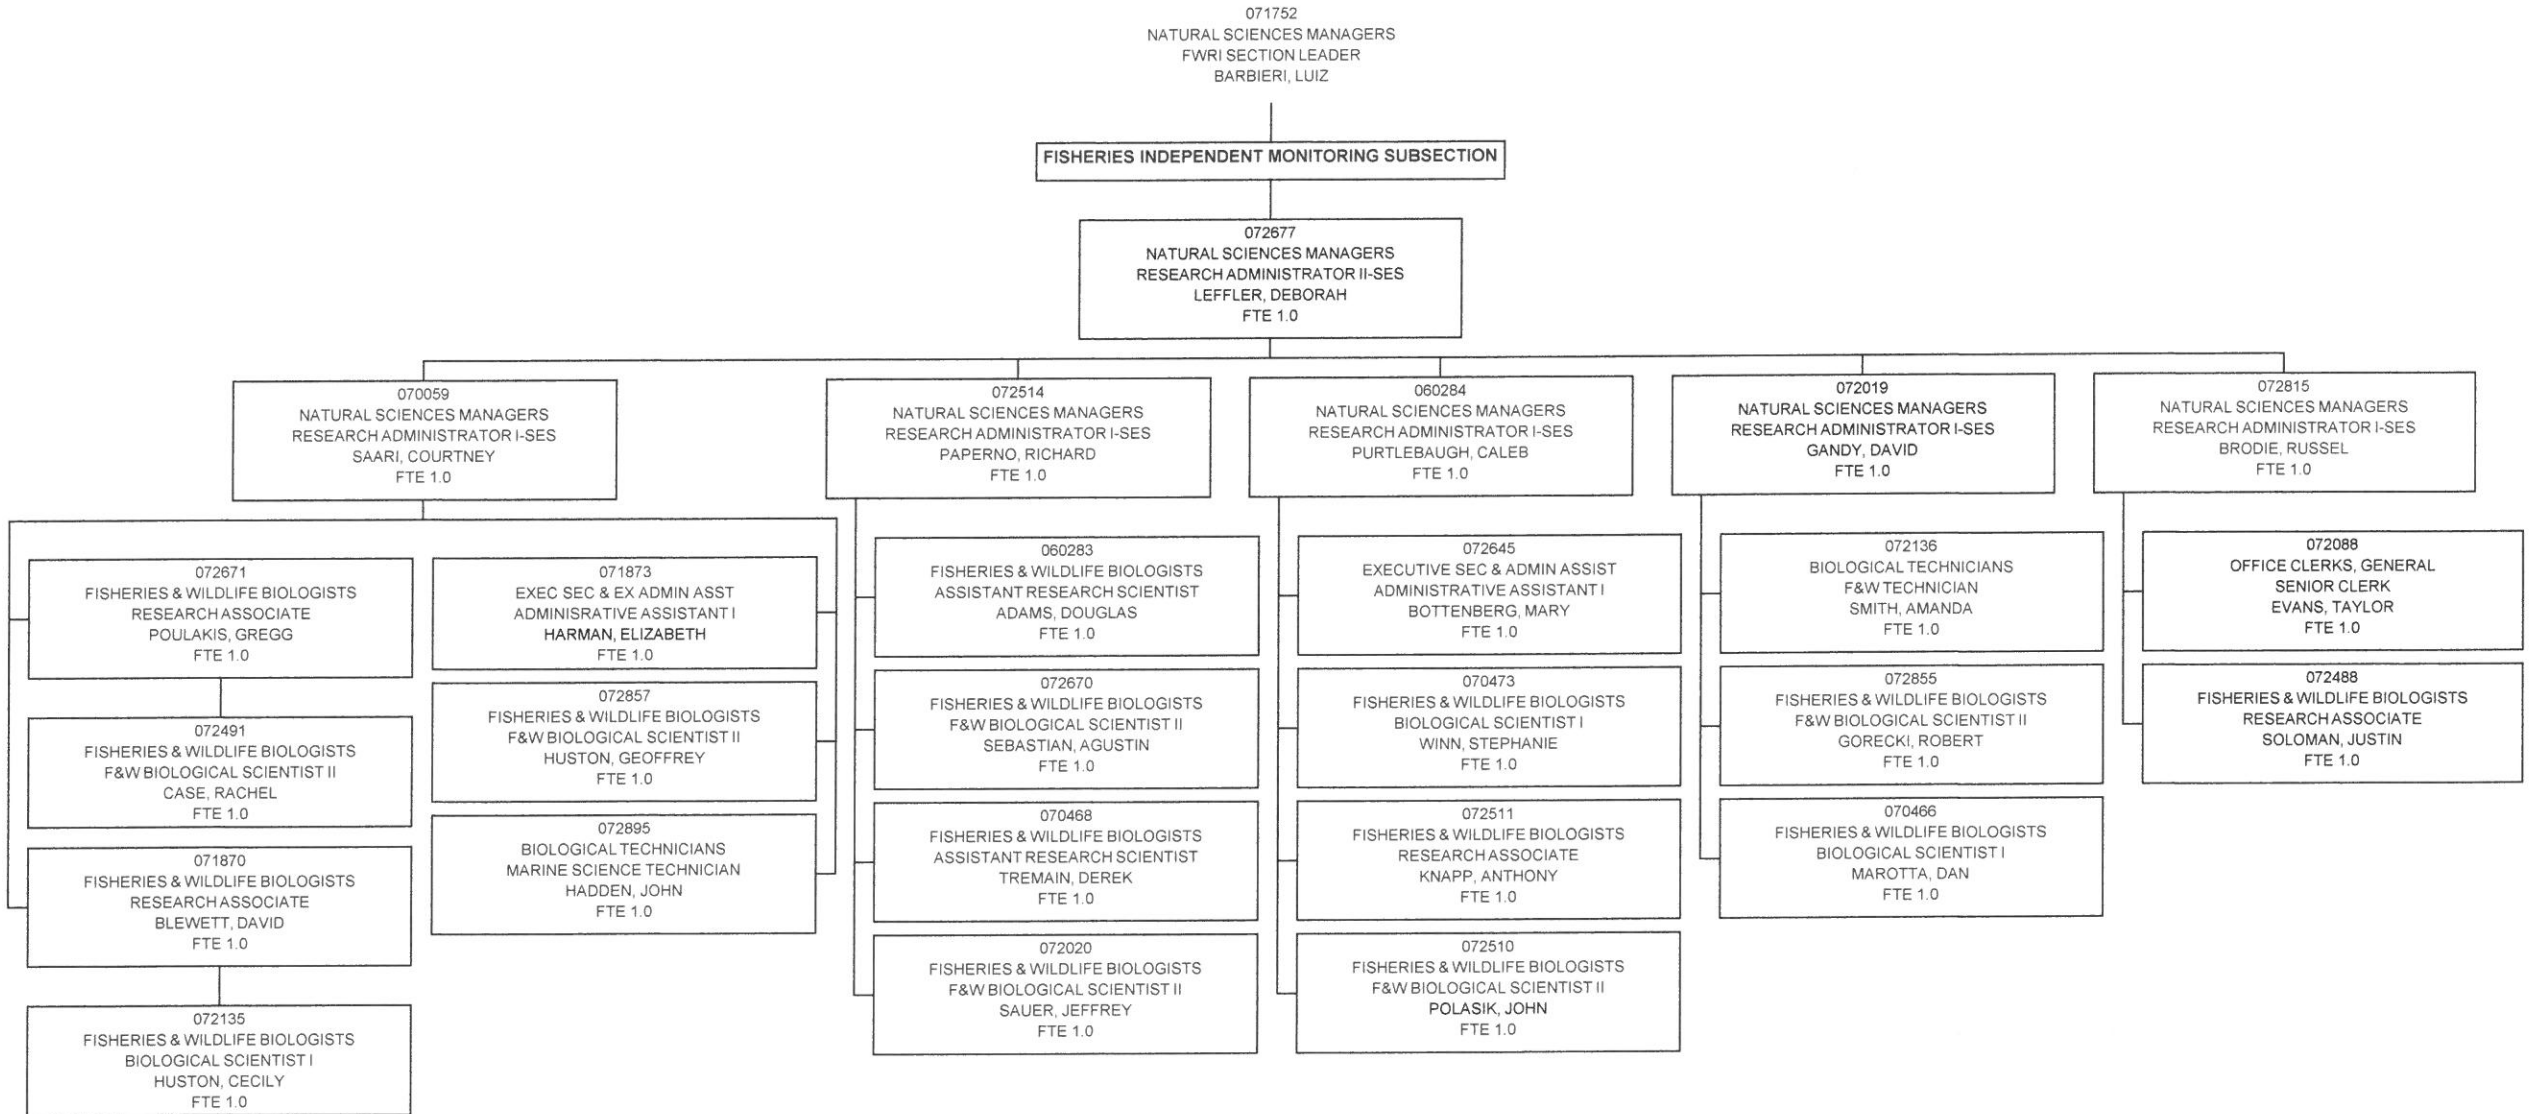 071752
NATURAL SCIENCES MANAGERS
FWRI SECTION LEADER
BARBIERI, LUIZ
FISHERIES INDEPENDENT MONITORING SUBSECTION
072677
NATURAL SCIENCES MANAGERS
RESEARCH ADMINISTRATOR II-SES
LEFFLER, DEBORAH
FTE 1.0
070059
NATURAL SCIENCES MANAGERS
RESEARCH ADMINISTRATOR I-SES
SAARI, COURTNEY
FTE 1.0
072514
NATURAL SCIENCES MANAGERS
RESEARCH ADMINISTRATOR I-SES
PAPERNO, RICHARD
FTE 1.0
060284
NATURAL SCIENCES MANAGERS
RESEARCH ADMINISTRATOR I-SES
PURTLEBAUGH, CALEB
FTE 1.0
072019
NATURAL SCIENCES MANAGERS
RESEARCH ADMINISTRATOR I-SES
GANDY, DAVID
FTE 1.0
072815
NATURAL SCIENCES MANAGERS
RESEARCH ADMINISTRATOR I-SES
BRODIE, RUSSEL
FTE 1.0
072671
FISHERIES & WILDLIFE BIOLOGISTS
RESEARCH ASSOCIATE
POULAKIS, GREGG
FTE 1.0
072491
FISHERIES & WILDLIFE BIOLOGISTS
F&W BIOLOGICAL SCIENTIST II
CASE, RACHEL
FTE 1.0
071870
FISHERIES & WILDLIFE BIOLOGISTS
RESEARCH ASSOCIATE
BLEWETT, DAVID
FTE 1.0
072135
FISHERIES & WILDLIFE BIOLOGISTS
BIOLOGICAL SCIENTIST I
HUSTON, CECILY
FTE 1.0
071873
EXEC SEC & EX ADMIN ASST
ADMINISRATIVE ASSISTANT I
HARMAN, ELIZABETH
FTE 1.0
072857
FISHERIES & WILDLIFE BIOLOGISTS
F&W BIOLOGICAL SCIENTIST II
HUSTON, GEOFFREY
FTE 1.0
072895
BIOLOGICAL TECHNICIANS
MARINE SCIENCE TECHNICIAN
HADDEN, JOHN
FTE 1.0
060283
FISHERIES & WILDLIFE BIOLOGISTS
ASSISTANT RESEARCH SCIENTIST
ADAMS, DOUGLAS
FTE 1.0
072670
FISHERIES & WILDLIFE BIOLOGISTS
F&W BIOLOGICAL SCIENTIST II
SEBASTIAN, AGUSTIN
FTE 1.0
070468
FISHERIES & WILDLIFE BIOLOGISTS
ASSISTANT RESEARCH SCIENTIST
TREMAIN, DEREK
FTE 1.0
072020
FISHERIES & WILDLIFE BIOLOGISTS
F&W BIOLOGICAL SCIENTIST II
SAUER, JEFFREY
FTE 1.0
072645
EXECUTIVE SEC & ADMIN ASSIST
ADMINISTRATIVE ASSISTANT I
BOTTENBERG, MARY
FTE 1.0
070473
FISHERIES & WILDLIFE BIOLOGISTS
BIOLOGICAL SCIENTIST I
WINN, STEPHANIE
FTE 1.0
072511
FISHERIES & WILDLIFE BIOLOGISTS
RESEARCH ASSOCIATE
KNAPP, ANTHONY
FTE 1.0
072510
FISHERIES & WILDLIFE BIOLOGISTS
F&W BIOLOGICAL SCIENTIST II
POLASIK, JOHN
FTE 1.0
072136
BIOLOGICAL TECHNICIANS
F&W TECHNICIAN
SMITH, AMANDA
FTE 1.0
072855
FISHERIES & WILDLIFE BIOLOGISTS
F&W BIOLOGICAL SCIENTIST II
GORECKI, ROBERT
FTE 1.0
070466
FISHERIES & WILDLIFE BIOLOGISTS
BIOLOGICAL SCIENTIST I
MAROTTA, DAN
FTE 1.0
072088
OFFICE CLERKS, GENERAL
SENIOR CLERK
EVANS, TAYLOR
FTE 1.0
072488
FISHERIES & WILDLIFE BIOLOGISTS
RESEARCH ASSOCIATE
SOLOMAN, JUSTIN
FTE 1.0